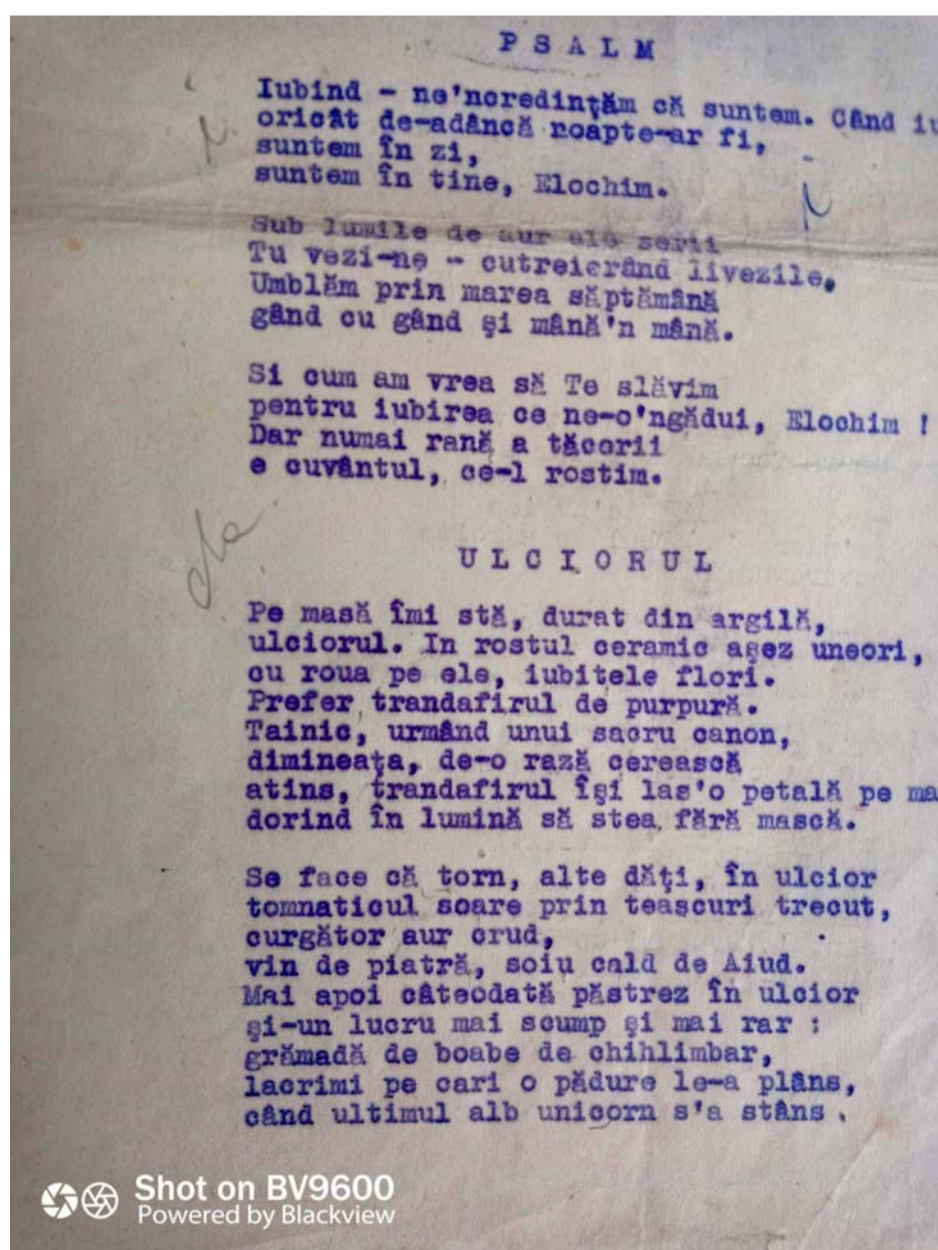 PSALM
Iubind - ne'ncredinţăm că suntem. Când iu
oricât de-adâncă noapte-ar fi,
suntem în zi,
suntem în tine, Elochim.
Sub lumile de aur ale serii
Tu vezi-ne - cutreierând livezile.
Umblăm prin marea săptămână
gând cu gând şi mână'n mână.
Si cum am vrea să Te slăvim
pentru iubirea ce ne-o'ngădui, Elochim !
Dar numai rană a tăcerii
e cuvântul, ce-l rostim.
ULCIORUL
Pe masă îmi stă, durat din argilă,
ulciorul. In rostul ceramic aşez uneori,
cu roua pe ele, iubitele flori.
Prefer trandafirul de purpură.
Tainic, urmând unui sacru canon,
dimineaţa, de-o rază cerească
atins, trandafirul îşi las'o petală pe ma
dorind în lumină să stea fără mască.
Se face că torn, alte dăţi, în ulcior
tomnaticul soare prin teascuri trecut,
curgător aur crud,
vin de piatră, soiu cald de Aiud.
Mai apoi câteodată păstrez în ulcior
şi-un lucru mai scump şi mai rar :
grămadă de boabe de chihlimbar,
lacrimi pe cari o pădure le-a plâns,
când ultimul alb unicorn s'a stâns.
Shot on BV9600
Powered by Blackview